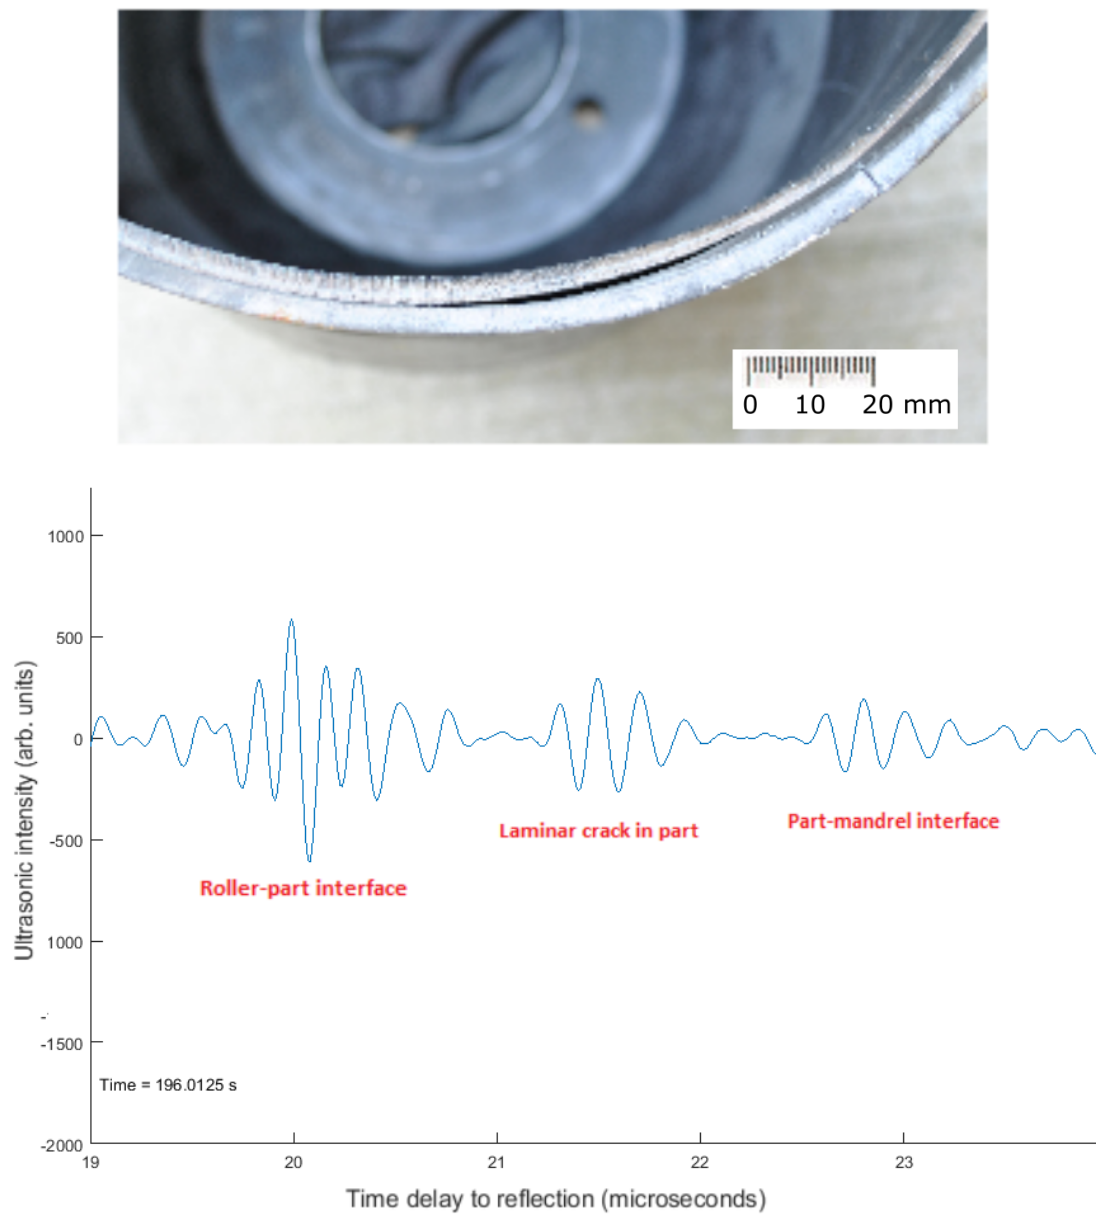 0 10 20 mm
1000
500
0
-500
1000
-
-1500
-2000
Ultrasonic intensity (arb. units)
Roller-part interface
Laminar crack in part
Part-mandrel interface
Time = 196.0125 s
19 20 21 22 23
Time delay to reflection (microseconds)